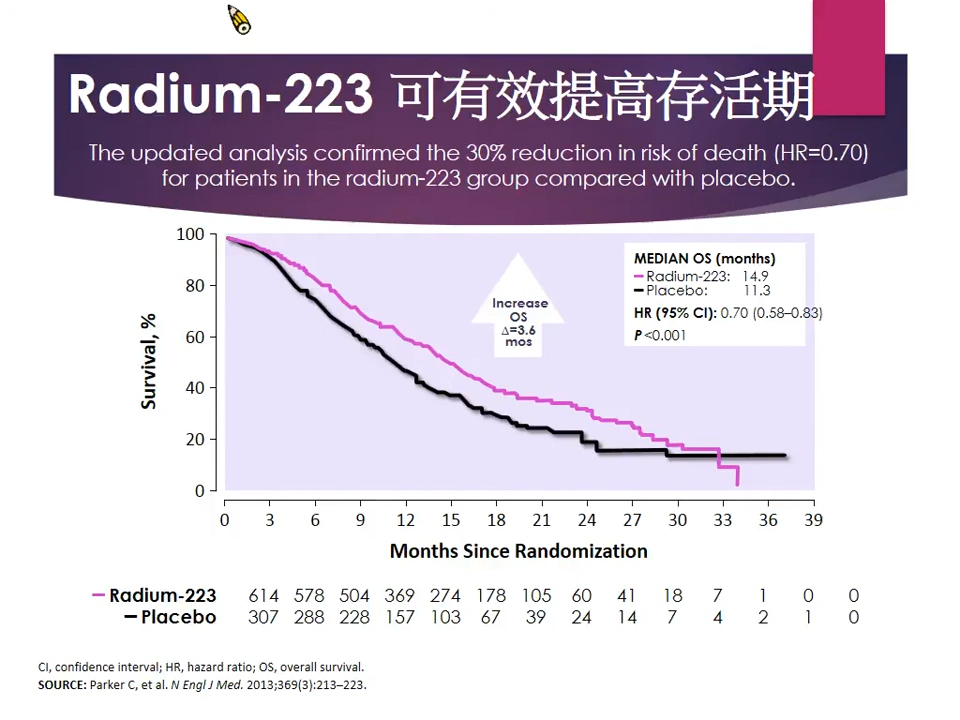 Radium-223 可有效提高存活期
The updated analysis confirmed the 30% reduction in risk of death (HR=0.70)
for patients in the radium-223 group compared with placebo.
100
80
60
40
20
0
Survival, %
Increase
OS
Δ=3.6
mos
MEDIAN OS (months)
Radium-223: 14.9
Placebo: 11.3
HR (95% CI): 0.70 (0.58–0.83)
P <0.001
0 3 6 9 12 15 18 21 24 27 30 33 36 39
Months Since Randomization
Radium-223 614 578 504 369 274 178 105 60 41 18 7 1 0 0
Placebo 307 288 228 157 103 67 39 24 14 7 4 2 1 0
CI, confidence interval; HR, hazard ratio; OS, overall survival.
SOURCE: Parker C, et al. N Engl J Med. 2013;369(3):213–223.